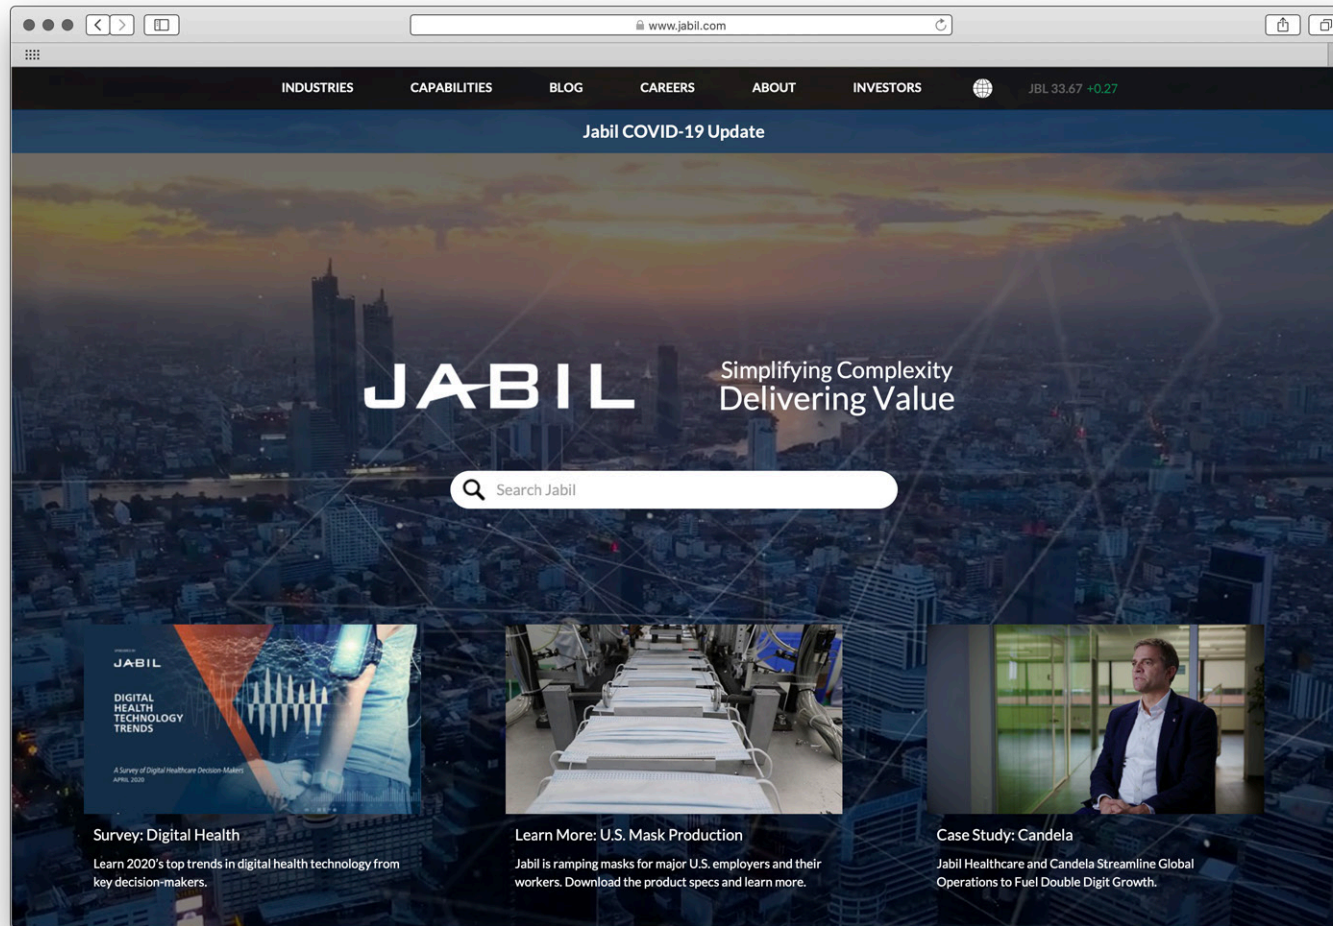 www.jabil.com
INDUSTRIES
CAPABILITIES
BLOG
CAREERS
ABOUT
INVESTORS
JBL 33.67 +0.27
Jabil COVID-19 Update
JABIL
Simplifying Complexity
Delivering Value
Search Jabil
JABIL
DIGITAL
HEALTH
TECHNOLOGY
TRENDS
A Survey of Digital Healthcare Decision-Makers
APRIL 2020
Survey: Digital Health
Learn 2020's top trends in digital health technology from
key decision-makers.
Learn More: U.S. Mask Production
Jabil is ramping masks for major U.S. employers and their
workers. Download the product specs and learn more.
Case Study: Candela
Jabil Healthcare and Candela Streamline Global
Operations to Fuel Double Digit Growth.